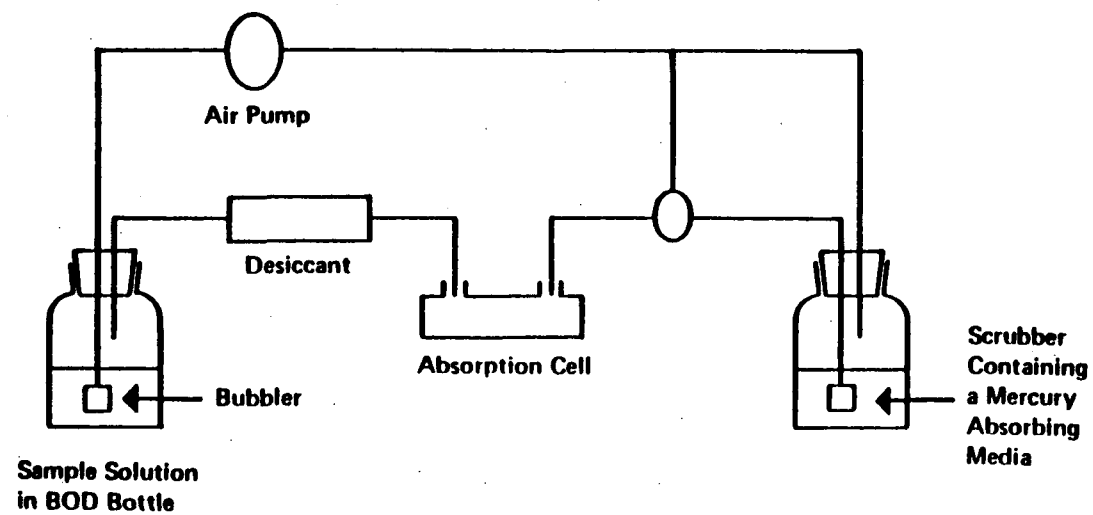 Air Pump
Desiccant
Absorption Cell
Bubbler
Scrubber
Containing
a Mercury
Absorbing
Media
Sample Solution
in BOD Bottle